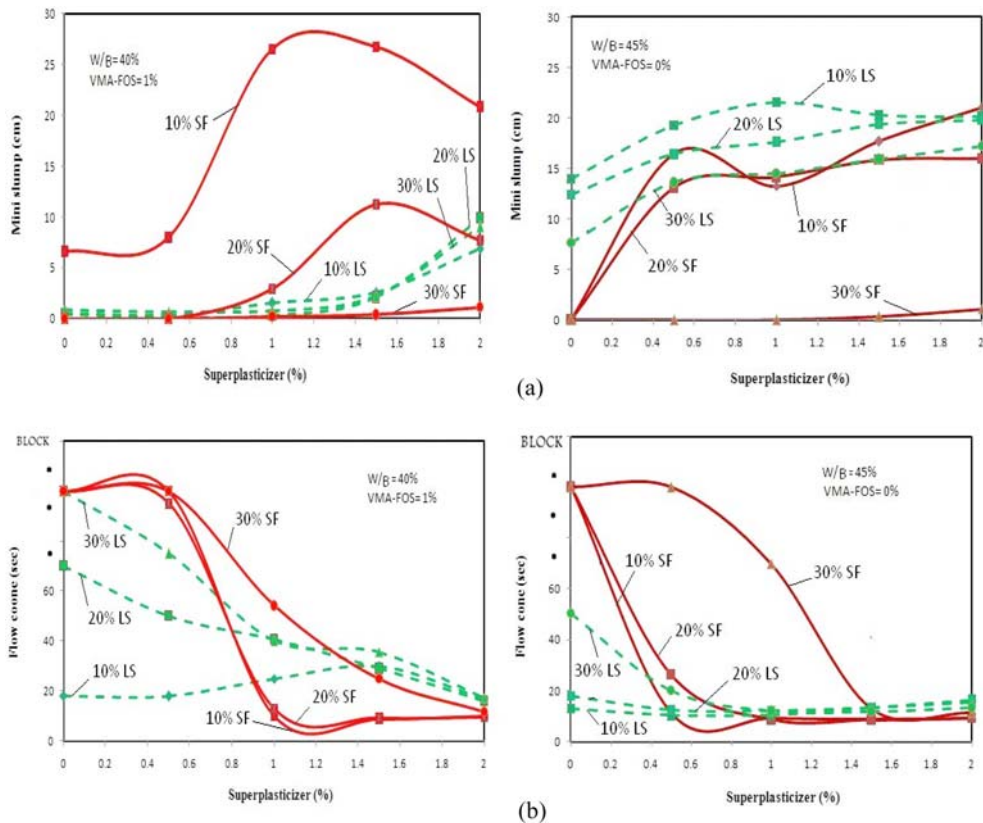 30
25
20
15
10
5
0
Mini slump (cm)
W/B=40%
VMA-FOS=1%
10% SF
20% SF
10% LS
30% LS
20% LS
30% SF
0 0.2 0.4 0.6 0.8 1 1.2 1.4 1.6 1.8 2
Superplasticizer (%)
30
25
20
15
10
5
0
Mini slump (cm)
W/B=45%
VMA-FOS=0%
10% LS
20% LS
30% LS
10% SF
20% SF
30% SF
0 0.2 0.4 0.6 0.8 1 1.2 1.4 1.6 1.8 2
Superplasticizer (%)
(a)
BLOCK
60
40
20
0
Flow coone (sec)
W/B=40%
VMA-FOS=1%
30% SF
30% LS
20% LS
10% LS
20% SF
10% SF
0 0.2 0.4 0.6 0.8 1 1.2 1.4 1.6 1.8 2
Superplasticizer (%)
BLOCK
60
40
20
0
Flow cone (sec)
W/B=45%
VMA-FOS=0%
10% SF
30% SF
20% SF
30% LS
20% LS
10% LS
0 0.2 0.4 0.6 0.8 1 1.2 1.4 1.6 1.8 2
Superplasticizer (%)
(b)